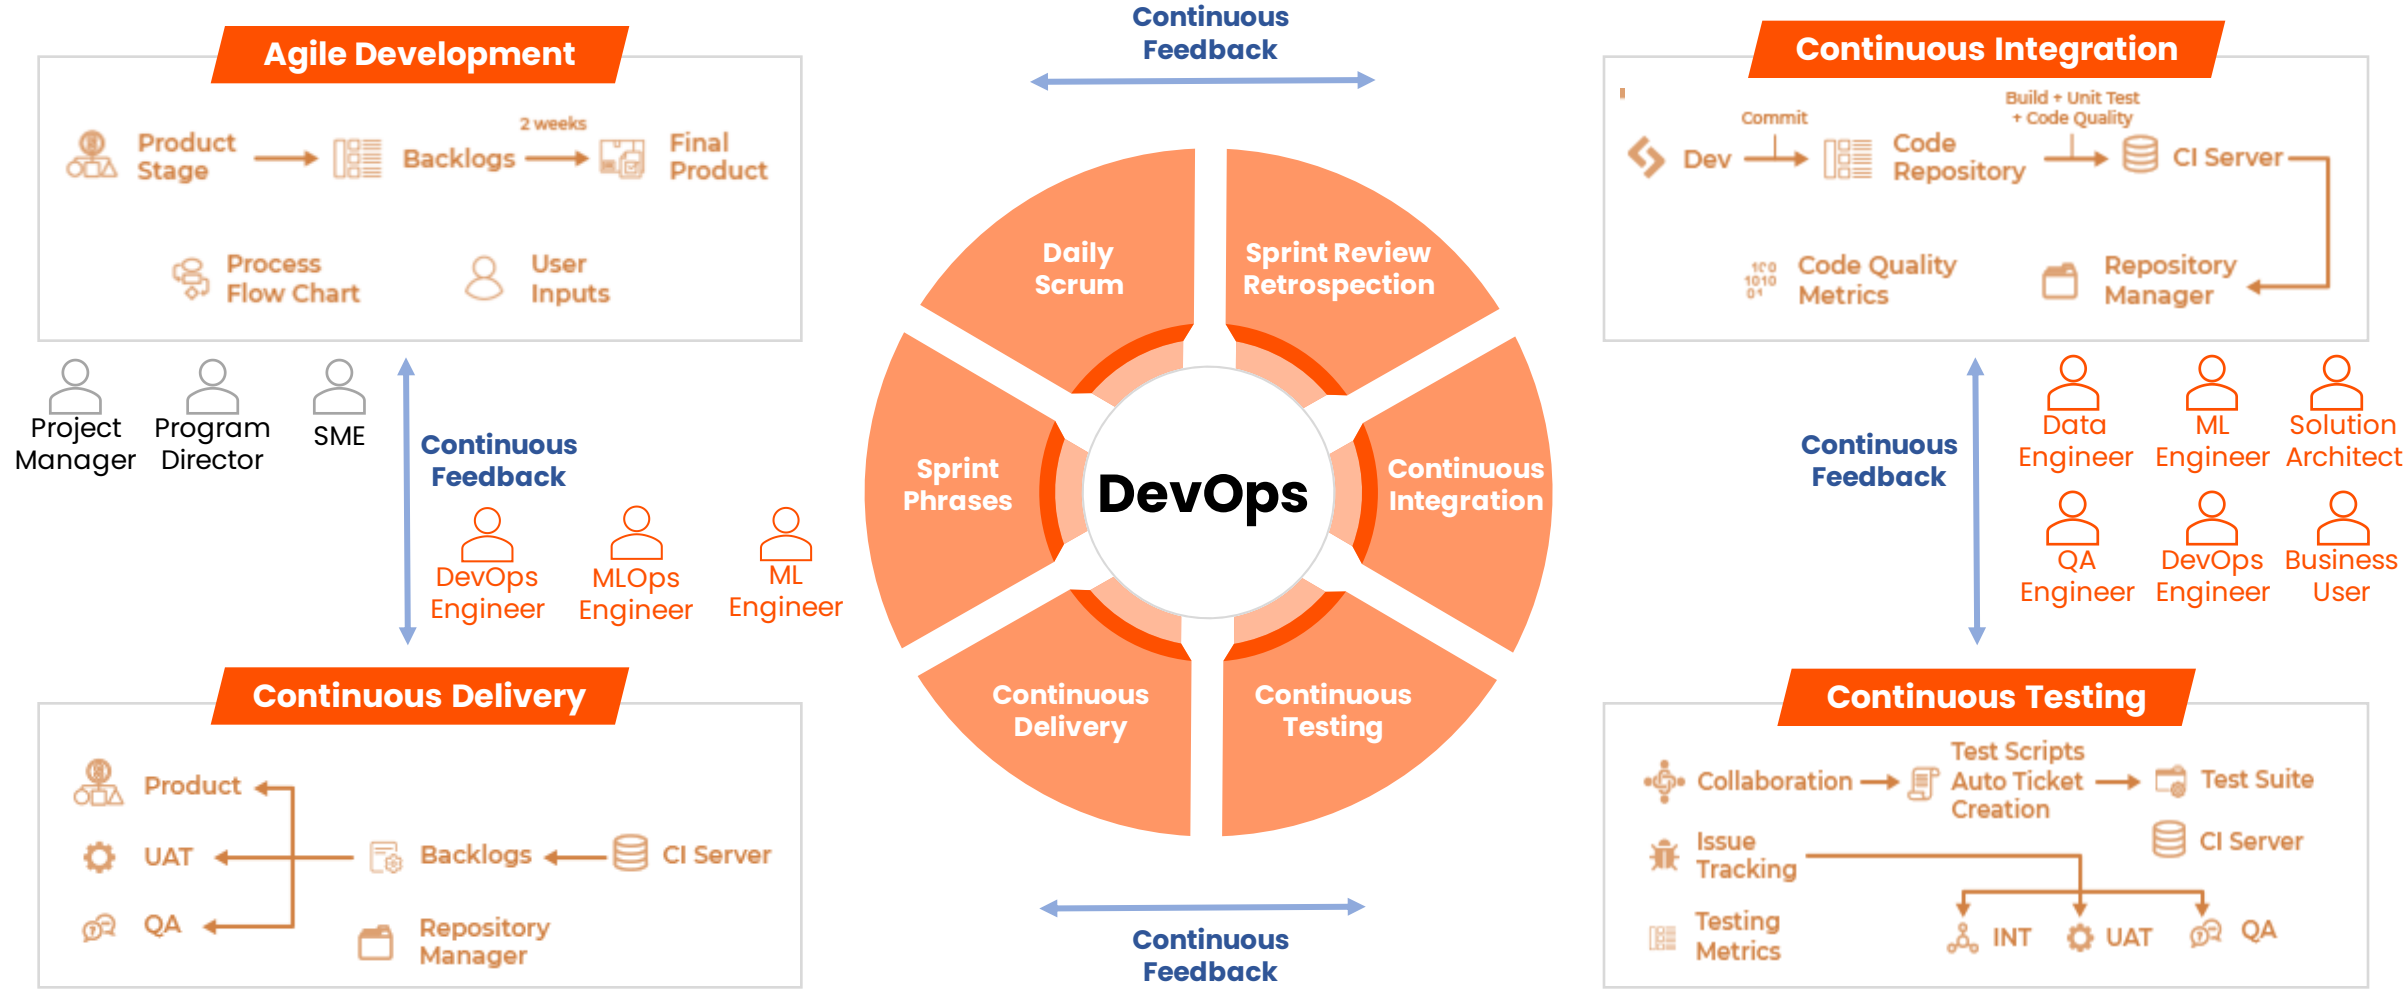 Continuous
Feedback
Agile Development
Product
Stage
Backlogs
2 weeks
Final
Product
Process
Flow Chart
User
Inputs
Continuous Integration
Dev
Commit
Code
Repository
Build + Unit Test
+ Code Quality
CI Server
100
1010
01
Code Quality
Metrics
Repository
Manager
Project
Manager
Program
Director
SME
Continuous
Feedback
DevOps
Engineer
MLOps
Engineer
ML
Engineer
Daily
Scrum
Sprint Review
Retrospection
Sprint
Phrases
DevOps
Continuous
Integration
Continuous
Delivery
Continuous
Testing
Continuous
Feedback
Data
Engineer
ML
Engineer
Solution
Architect
QA
Engineer
DevOps
Engineer
Business
User
Continuous Delivery
Product
UAT
QA
Backlogs
CI Server
Repository
Manager
Continuous
Feedback
Continuous Testing
Collaboration
Test Scripts
Auto Ticket
Creation
Test Suite
Issue
Tracking
CI Server
Testing
Metrics
INT
UAT
QA